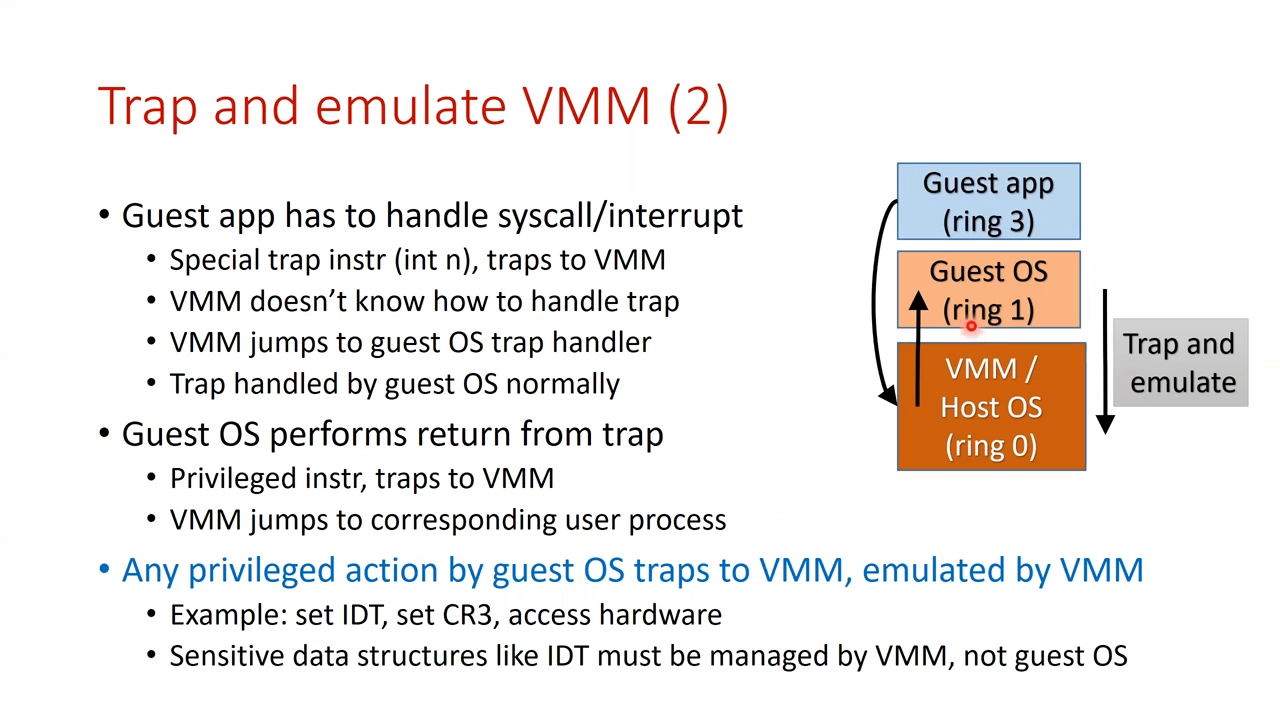 Trap and emulate VMM (2)
• Guest app has to handle syscall/interrupt
• Special trap instr (int n), traps to VMM
• VMM doesn’t know how to handle trap
• VMM jumps to guest OS trap handler
• Trap handled by guest OS normally
• Guest OS performs return from trap
• Privileged instr, traps to VMM
• VMM jumps to corresponding user process
• Any privileged action by guest OS traps to VMM, emulated by VMM
• Example: set IDT, set CR3, access hardware
• Sensitive data structures like IDT must be managed by VMM, not guest OS
Guest app
(ring 3)
Guest OS
(ring 1)
VMM /
Host OS
(ring 0)
Trap and
emulate